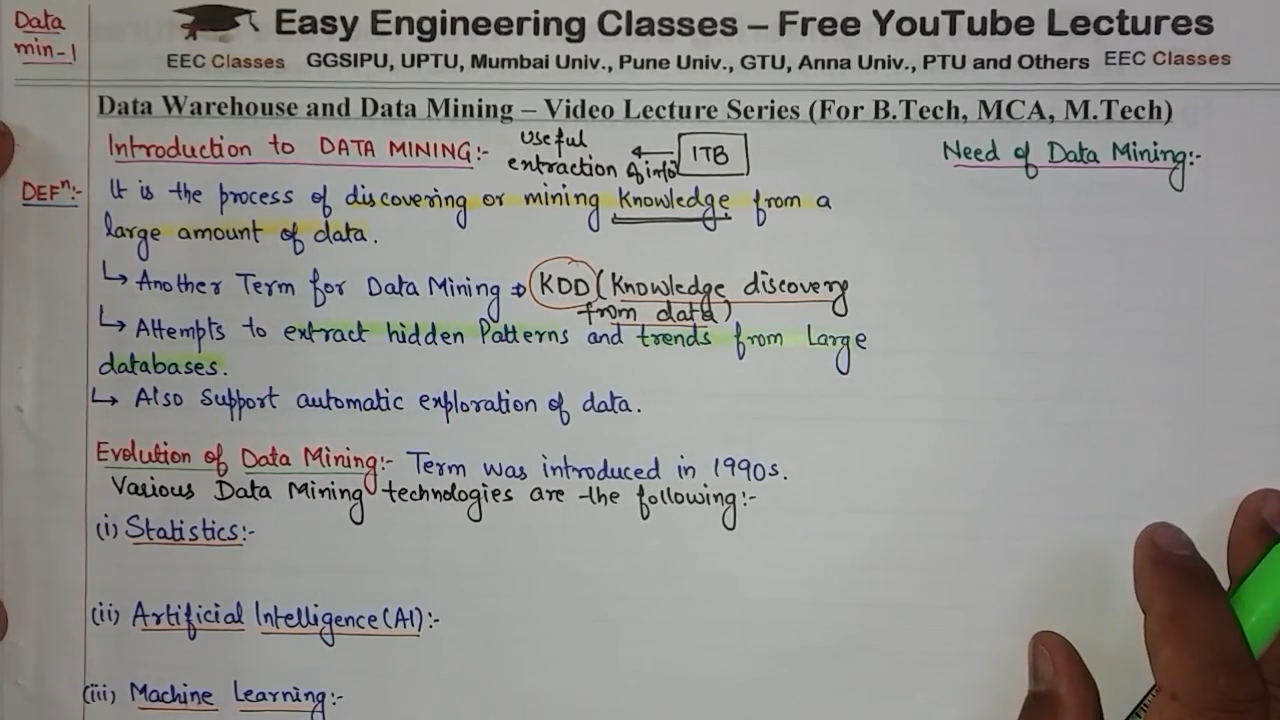 Data
min-1
Easy Engineering Classes – Free YouTube Lectures
EEC Classes GGSIPU, UPTU, Mumbai Univ., Pune Univ., GTU, Anna Univ., PTU and Others EEC Classes
Data Warehouse and Data Mining – Video Lecture Series (For B.Tech, MCA, M.Tech)
Introduction to DATA MINING:-
useful
extraction of info
1TB
Need of Data Mining:-
DEFⁿ:-
It is the process of discovering or mining knowledge from a
large amount of data.
↳ Another Term for Data Mining ⇒ KDD (Knowledge discovery
from data)
↳ Attempts to extract hidden Patterns and trends from Large
databases.
↳ Also Support automatic exploration of data.
Evolution of Data Mining:- Term was introduced in 1990s.
Various Data Mining technologies are the following:-
(i) Statistics:-
(ii) Artificial Intelligence (AI):-
(iii) Machine Learning:-